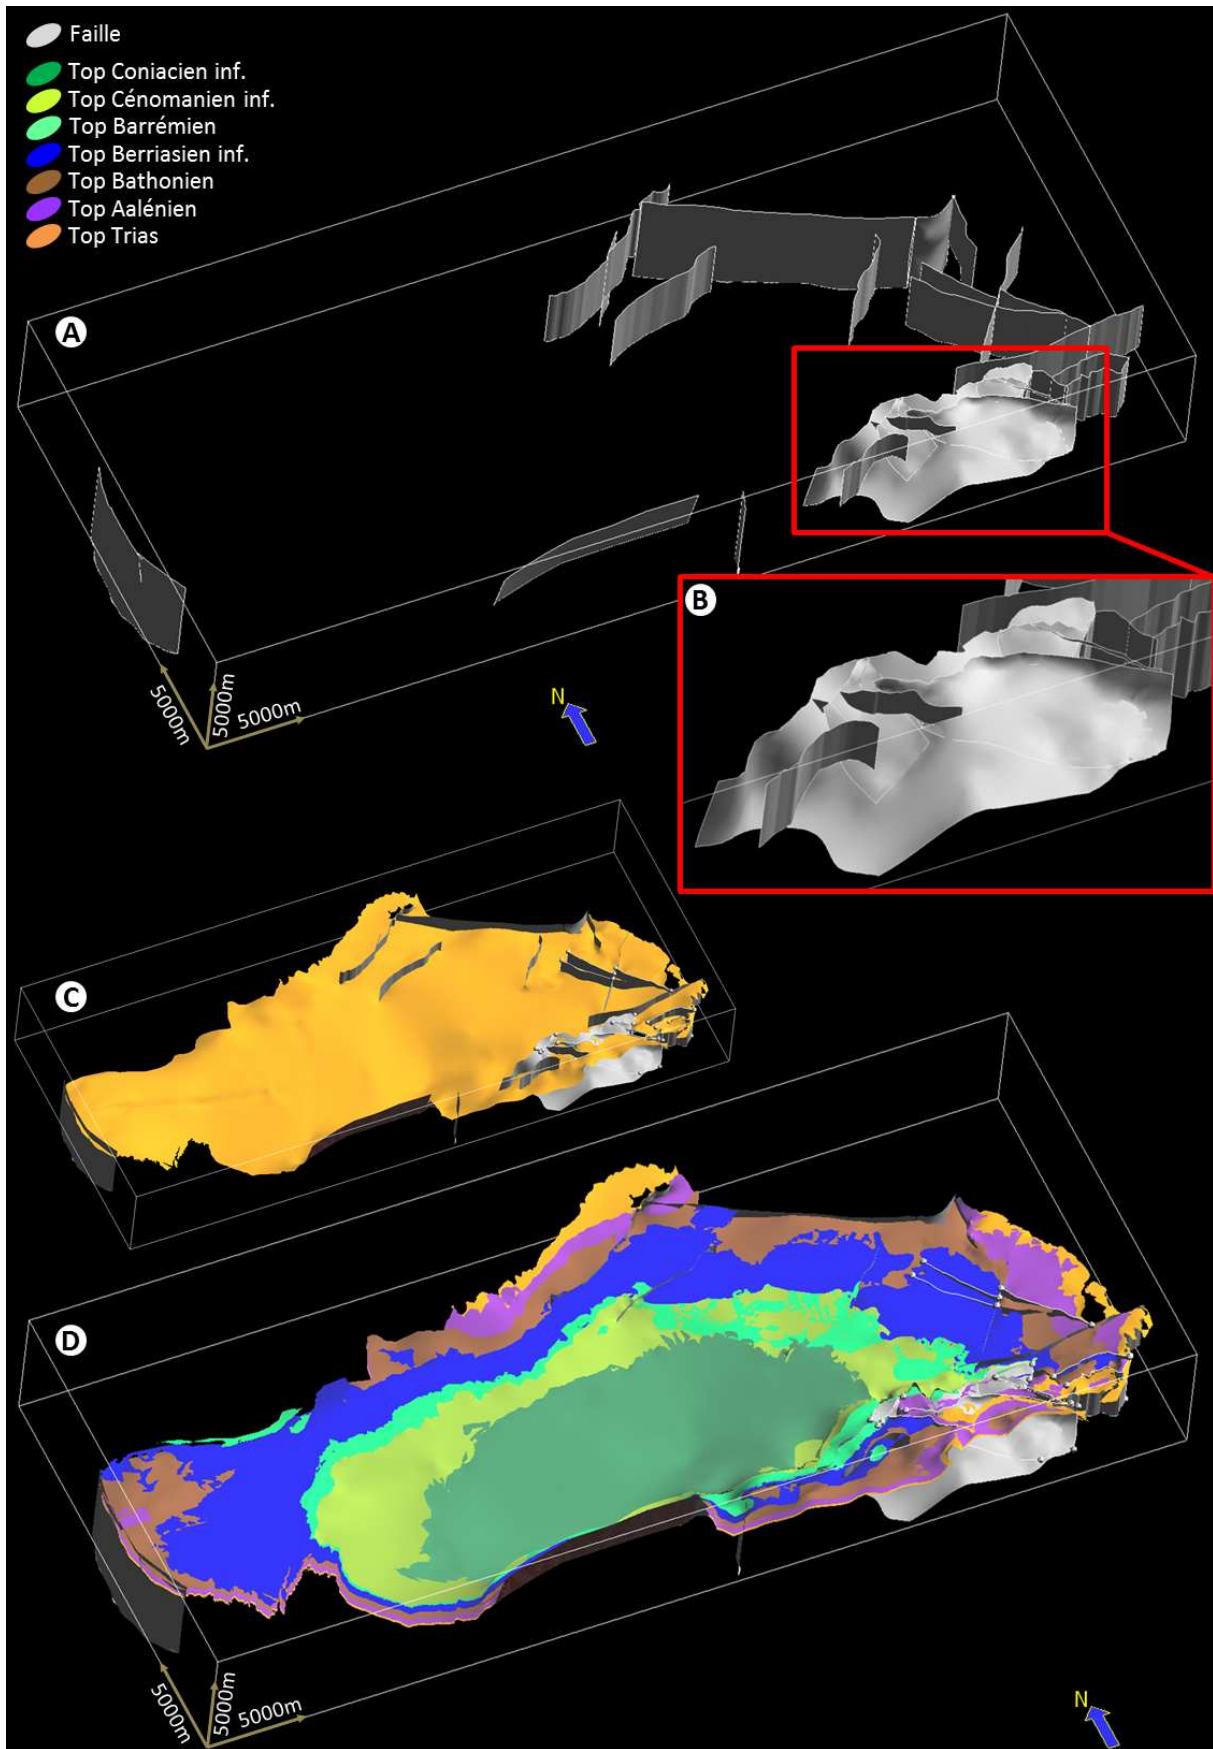 Faille
Top Coniacien inf.
Top Cénomanien inf.
Top Barrémien
Top Berriasien inf.
Top Bathonien
Top Aalénien
Top Trias
A
B
5000m
5000m
5000m
N
C
D
5000m
5000m
5000m
N